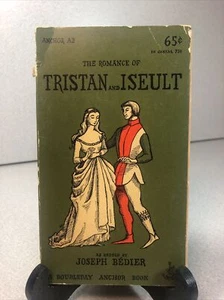 ANCHOR A2
65¢
IN CANADA 75¢
THE ROMANCE OF
TRISTAN AND ISEULT
AS RETOLD BY
JOSEPH BÉDIER
A DOUBLEDAY ANCHOR BOOK